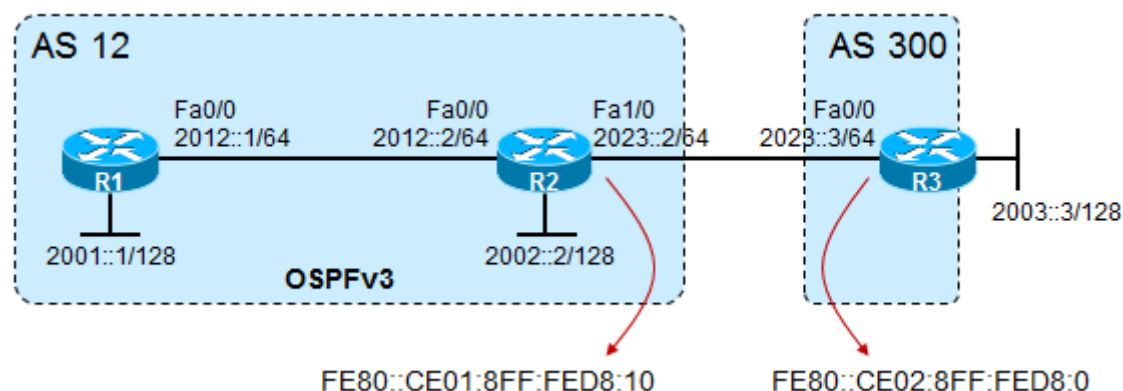 AS 12
AS 300
Fa0/0
2012::1/64
Fa0/0
2012::2/64
Fa1/0
2023::2/64
Fa0/0
2023::3/64
R1
R2
R3
2001::1/128
2002::2/128
2003::3/128
OSPFv3
FE80::CE01:8FF:FED8:10
FE80::CE02:8FF:FED8:0